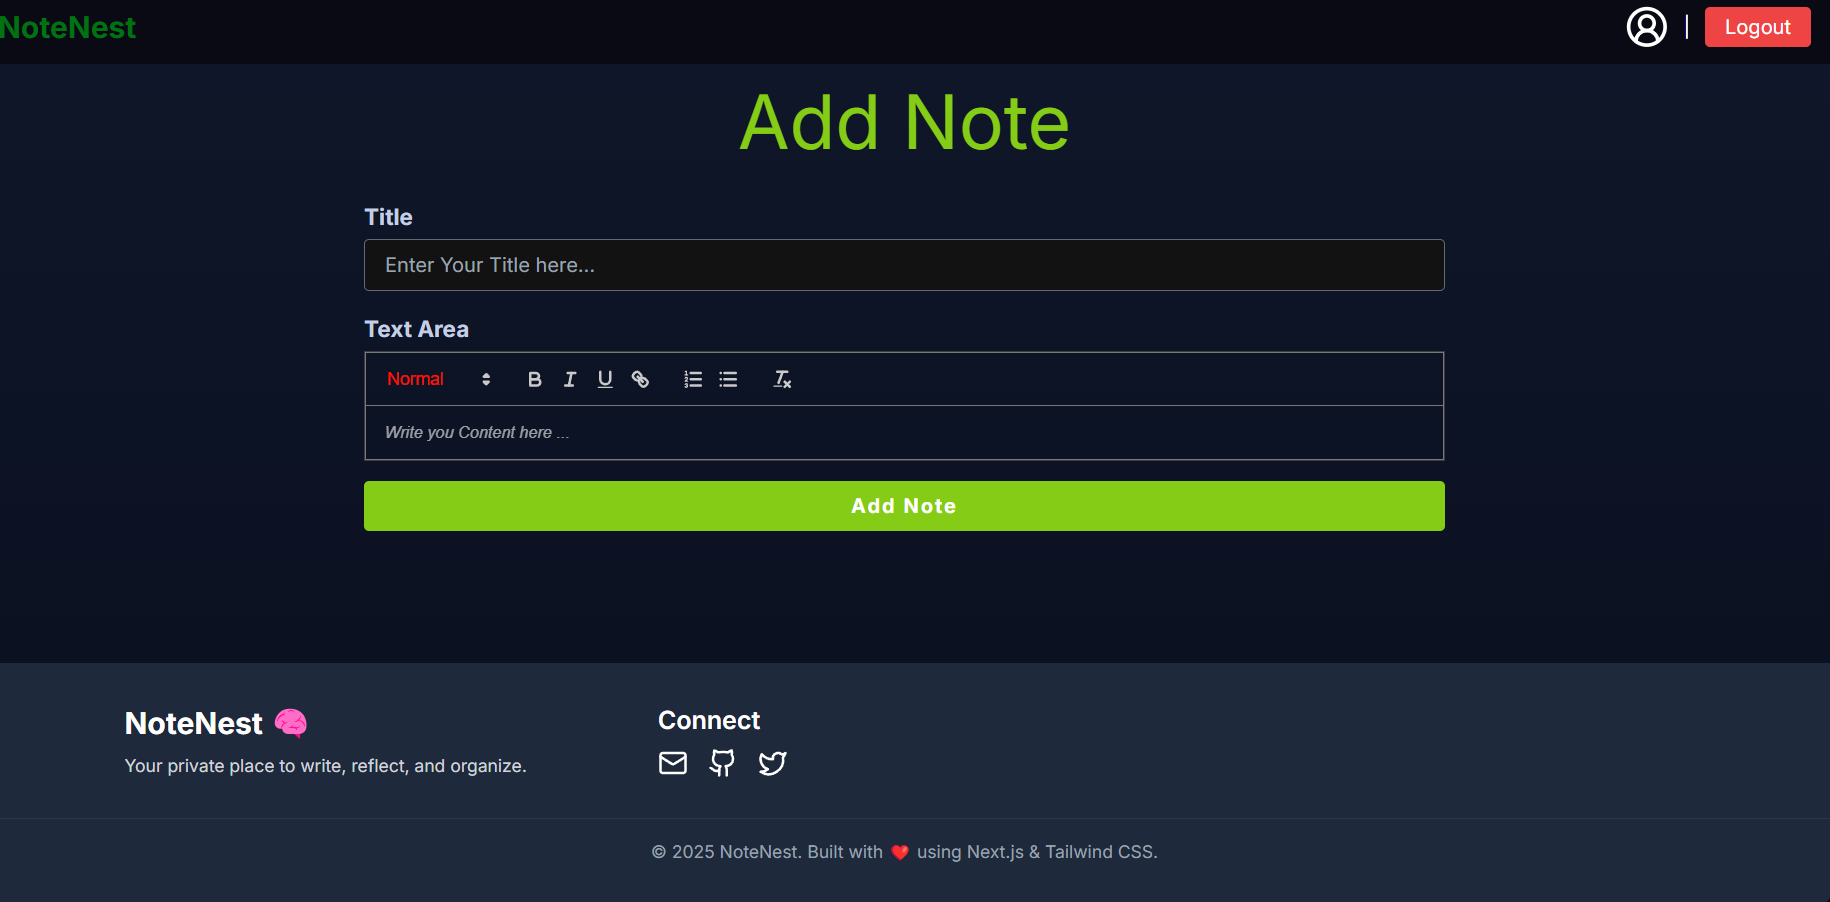 NoteNest
| Logout
Add Note
Title
Enter Your Title here...
Text Area
Normal B I U
Write you Content here ...
Add Note
NoteNest 🧠
Your private place to write, reflect, and organize.
Connect
© 2025 NoteNest. Built with ❤️ using Next.js & Tailwind CSS.